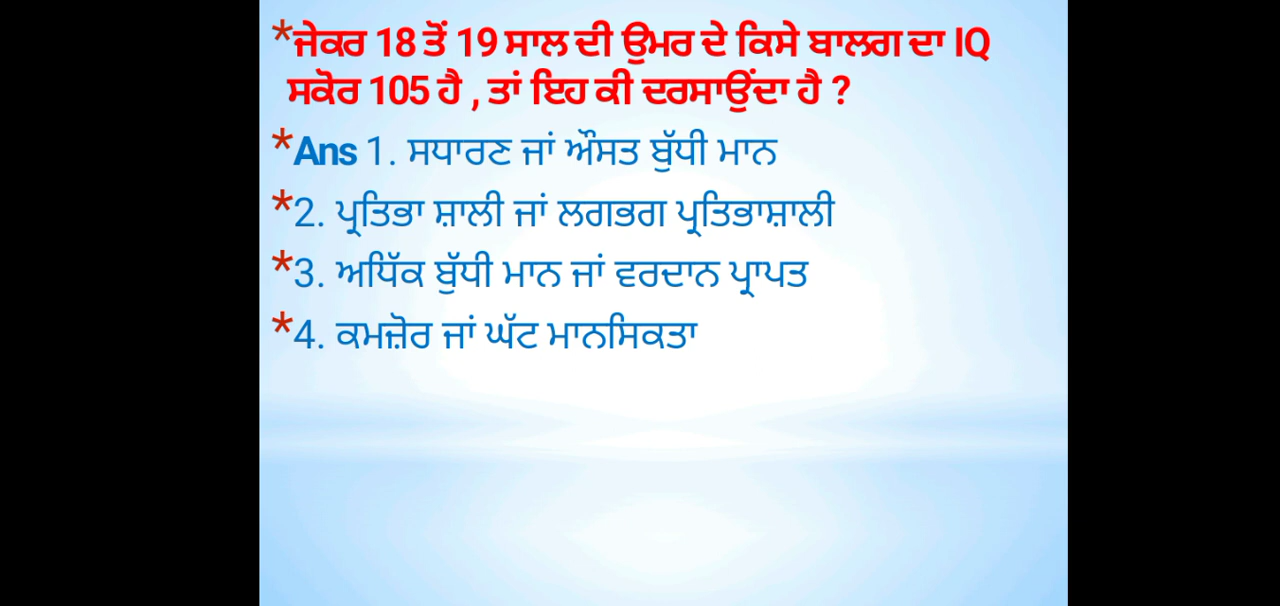 *ਜੇਕਰ 18 ਤੋਂ 19 ਸਾਲ ਦੀ ਉਮਰ ਦੇ ਕਿਸੇ ਬਾਲਗ ਦਾ IQ
ਸਕੋਰ 105 ਹੈ , ਤਾਂ ਇਹ ਕੀ ਦਰਸਾਉਂਦਾ ਹੈ ?
*Ans 1. ਸਧਾਰਣ ਜਾਂ ਔਸਤ ਬੁੱਧੀ ਮਾਨ
*2. ਪ੍ਰਤਿਭਾ ਸ਼ਾਲੀ ਜਾਂ ਲਗਭਗ ਪ੍ਰਤਿਭਾਸ਼ਾਲੀ
*3. ਅਧਿੱਕ ਬੁੱਧੀ ਮਾਨ ਜਾਂ ਵਰਦਾਨ ਪ੍ਰਾਪਤ
*4. ਕਮਜ਼ੋਰ ਜਾਂ ਘੱਟ ਮਾਨਸਿਕਤਾ